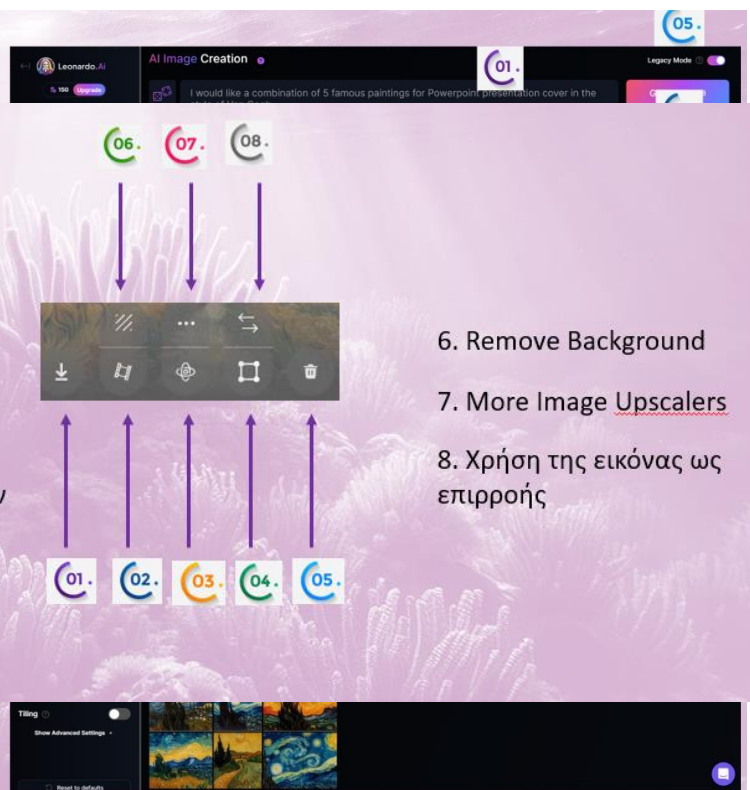 05.
Leonardo.Ai
AI Image Creation
01.
Legacy Mode
150 Upgrade
I would like a combination of 5 famous paintings for Powerpoint presentation cover in the
06. 07. 08.
6. Remove Background
7. More Image Upscalers
8. Χρήση της εικόνας ως
επιρροής
01. 02. 03. 04. 05.
Tiling
Show Advanced Settings
Reset to defaults